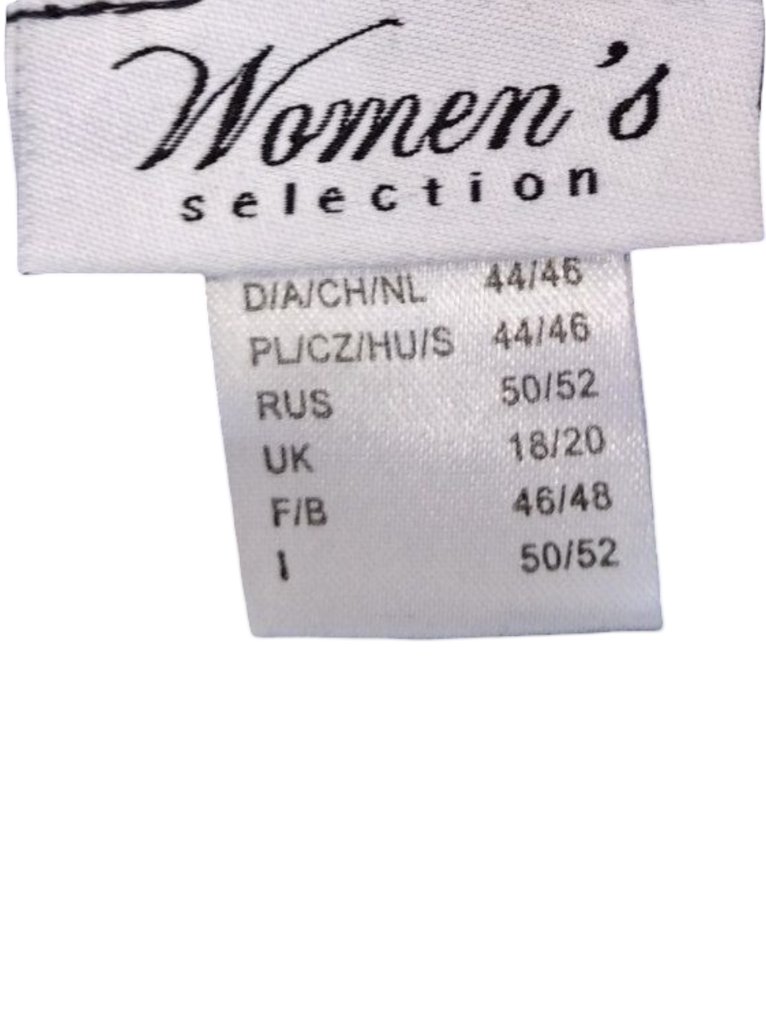 Women's
selection
D/A/CH/NL 44/46
PL/CZ/HU/S 44/46
RUS 50/52
UK 18/20
F/B 46/48
I 50/52